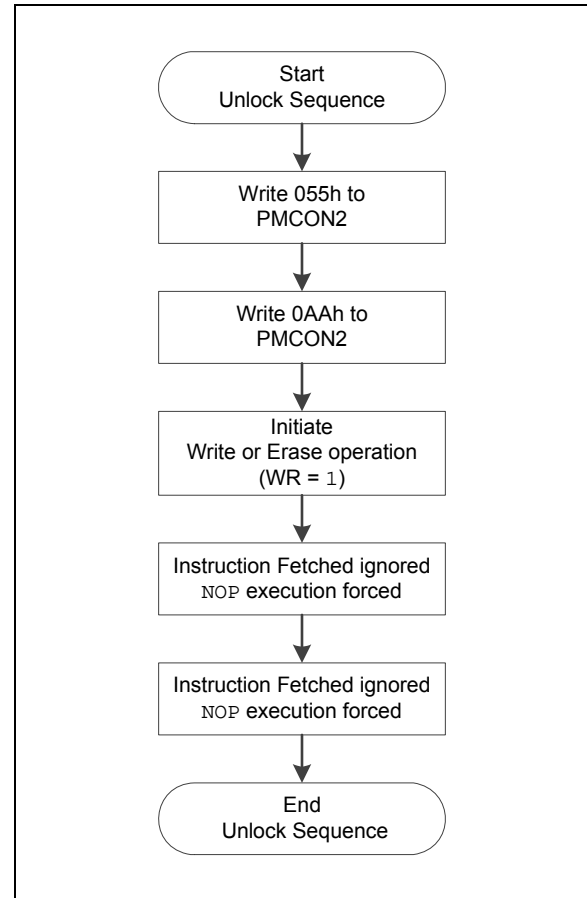 Start
Unlock Sequence
Write 055h to
PMCON2
Write 0AAh to
PMCON2
Initiate
Write or Erase operation
(WR = 1)
Instruction Fetched ignored
NOP execution forced
Instruction Fetched ignored
NOP execution forced
End
Unlock Sequence